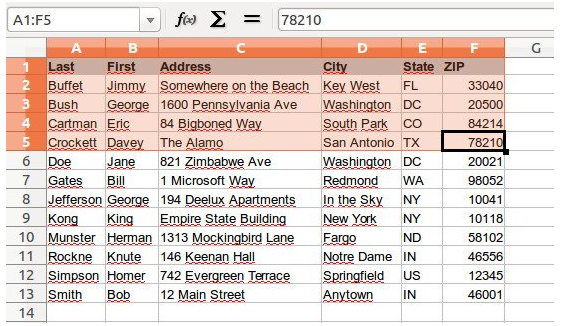 A1:F5 f(x) Σ = 78210
A B C D E F G
1 Last First Address City State ZIP
2 Buffet Jimmy Somewhere on the Beach Key West FL 33040
3 Bush George 1600 Pennsylvania Ave Washington DC 20500
4 Cartman Eric 84 Bigboned Way South Park CO 84214
5 Crockett Davey The Alamo San Antonio TX 78210
6 Doe Jane 821 Zimbabwe Ave Washington DC 20021
7 Gates Bill 1 Microsoft Way Redmond WA 98052
8 Jefferson George 194 Deelux Apartments In the Sky NY 10041
9 Kong King Empire State Building New York NY 10118
10 Munster Herman 1313 Mockingbird Lane Fargo ND 58102
11 Rockne Knute 146 Keenan Hall Notre Dame IN 46556
12 Simpson Homer 742 Evergreen Terrace Springfield US 12345
13 Smith Bob 12 Main Street Anytown IN 46001
14